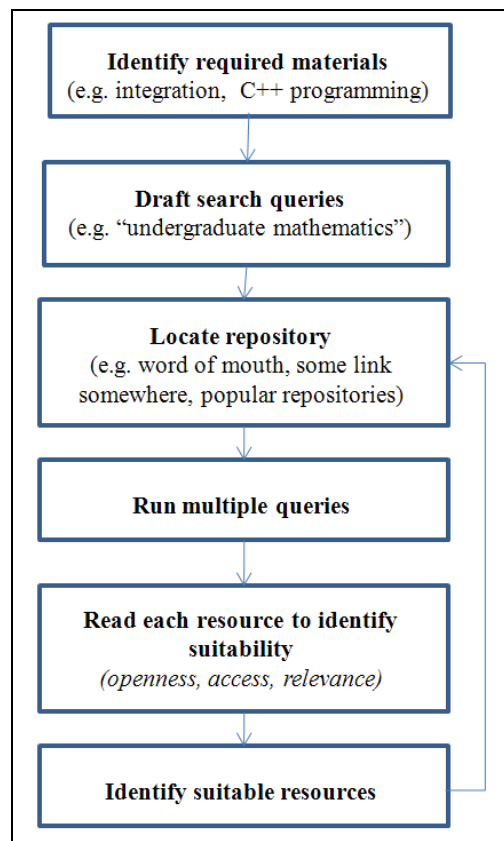 Identify required materials
(e.g. integration, C++ programming)
Draft search queries
(e.g. “undergraduate mathematics”)
Locate repository
(e.g. word of mouth, some link
somewhere, popular repositories)
Run multiple queries
Read each resource to identify
suitability
(openness, access, relevance)
Identify suitable resources